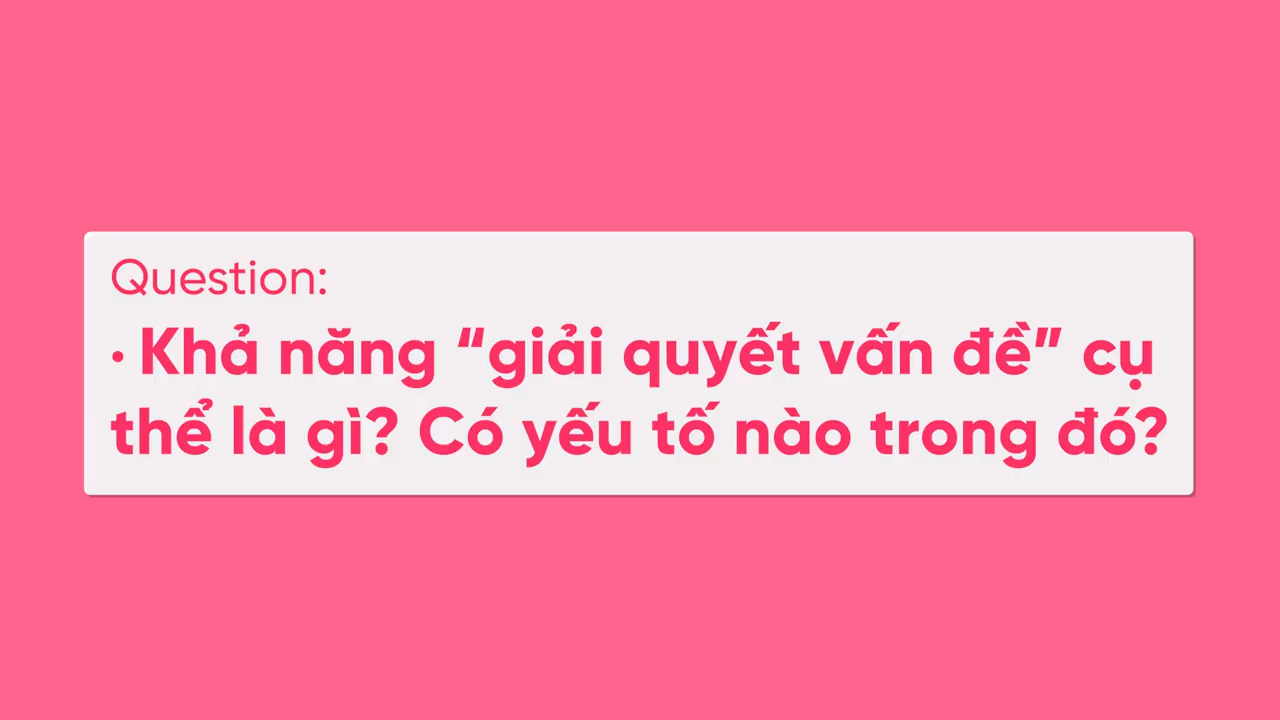 Question:
· Khả năng “giải quyết vấn đề” cụ
thể là gì? Có yếu tố nào trong đó?